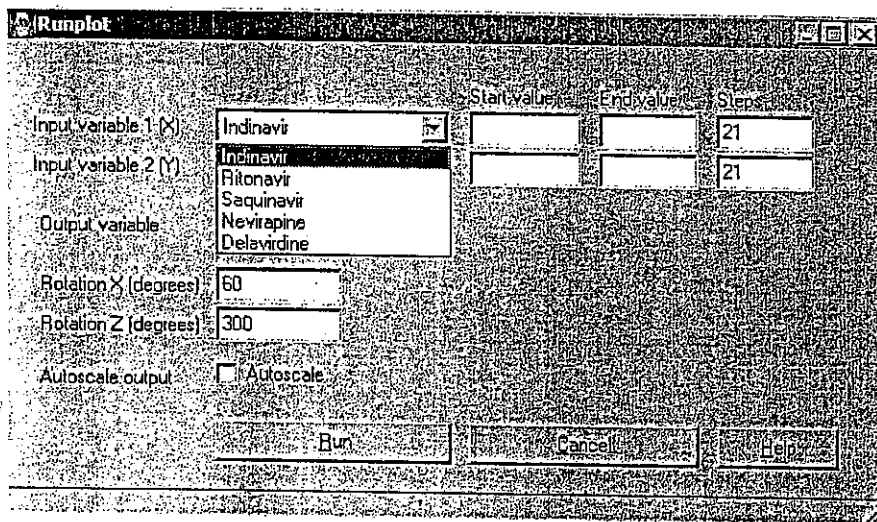 Runplot
Start value End value Steps
Input variable 1 (X) Indinavir 21
Input variable 2 (Y) Indinavir 21
Ritonavir
Saquinavir
Output variable Nevirapine
Delavirdine
Rotation X (degrees) 60
Rotation Z (degrees) 300
Autoscale output Autoscale
Run Cancel Help